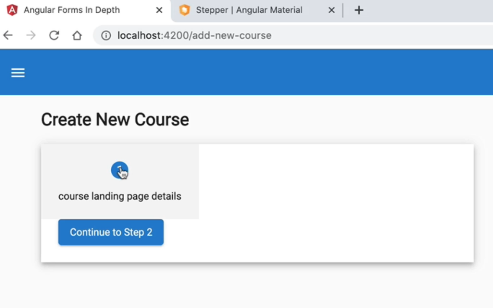 Angular Forms In Depth
Stepper | Angular Material
localhost:4200/add-new-course
Create New Course
course landing page details
Continue to Step 2